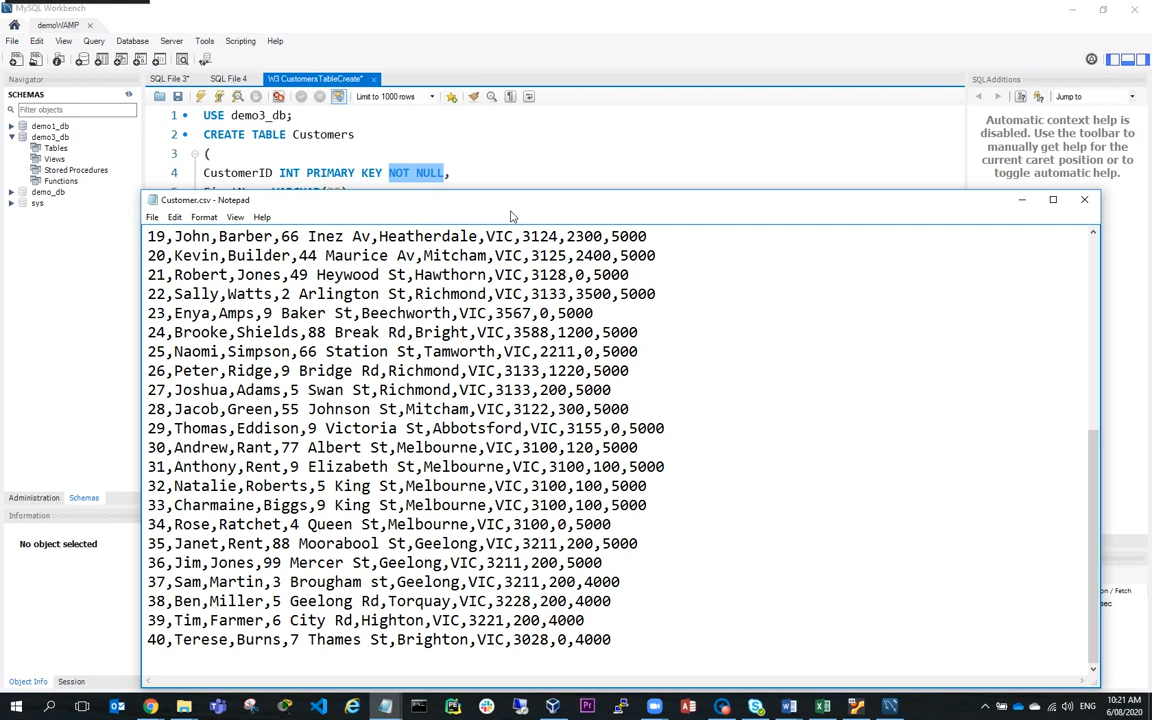 MySQL Workbench
demoWAMP
File Edit View Query Database Server Tools Scripting Help
Navigator
SQL File 3* SQL File 4 W3 CustomersTableCreate*
SQLAdditions
SCHEMAS
Limit to 1000 rows
Jump to
Filter objects
demo1_db
demo3_db
Tables
Views
Stored Procedures
Functions
demo_db
sys
1 USE demo3_db;
2 CREATE TABLE Customers
3 (
4 CustomerID INT PRIMARY KEY NOT NULL,
Automatic context help is
disabled. Use the toolbar to
manually get help for the
current caret position or to
toggle automatic help.
Customer.csv - Notepad
File Edit Format View Help
19,John,Barber,66 Inez Av,Heatherdale,VIC,3124,2300,5000
20,Kevin,Builder,44 Maurice Av,Mitcham,VIC,3125,2400,5000
21,Robert,Jones,49 Heywood St,Hawthorn,VIC,3128,0,5000
22,Sally,Watts,2 Arlington St,Richmond,VIC,3133,3500,5000
23,Enya,Amps,9 Baker St,Beechworth,VIC,3567,0,5000
24,Brooke,Shields,88 Break Rd,Bright,VIC,3588,1200,5000
25,Naomi,Simpson,66 Station St,Tamworth,VIC,2211,0,5000
26,Peter,Ridge,9 Bridge Rd,Richmond,VIC,3133,1220,5000
27,Joshua,Adams,5 Swan St,Richmond,VIC,3133,200,5000
28,Jacob,Green,55 Johnson St,Mitcham,VIC,3122,300,5000
29,Thomas,Eddison,9 Victoria St,Abbotsford,VIC,3155,0,5000
30,Andrew,Rant,77 Albert St,Melbourne,VIC,3100,120,5000
31,Anthony,Rent,9 Elizabeth St,Melbourne,VIC,3100,100,5000
32,Natalie,Roberts,5 King St,Melbourne,VIC,3100,100,5000
33,Charmaine,Biggs,9 King St,Melbourne,VIC,3100,100,5000
34,Rose,Ratchet,4 Queen St,Melbourne,VIC,3100,0,5000
35,Janet,Rent,88 Moorabool St,Geelong,VIC,3211,200,5000
36,Jim,Jones,99 Mercer St,Geelong,VIC,3211,200,5000
37,Sam,Martin,3 Brougham st,Geelong,VIC,3211,200,4000
38,Ben,Miller,5 Geelong Rd,Torquay,VIC,3228,200,4000
39,Tim,Farmer,6 City Rd,Highton,VIC,3221,200,4000
40,Terese,Burns,7 Thames St,Brighton,VIC,3028,0,4000
Administration Schemas
Information
No object selected
on / Fetch
sec
Object Info Session
ENG
10:21 AM
6/08/2020